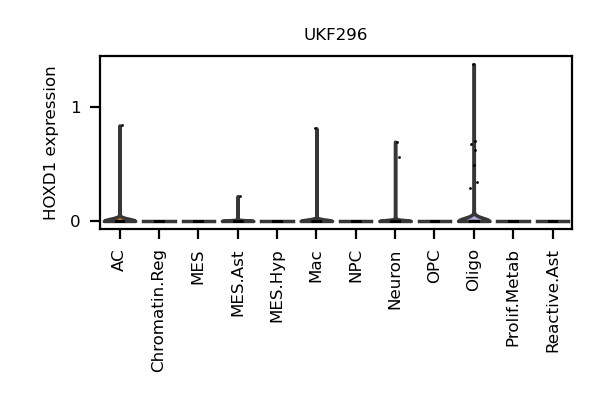 UKF296
HOXD1 expression
1
0
AC
Chromatin.Reg
MES
MES.Ast
MES.Hyp
Mac
NPC
Neuron
OPC
Oligo
Prolif.Metab
Reactive.Ast